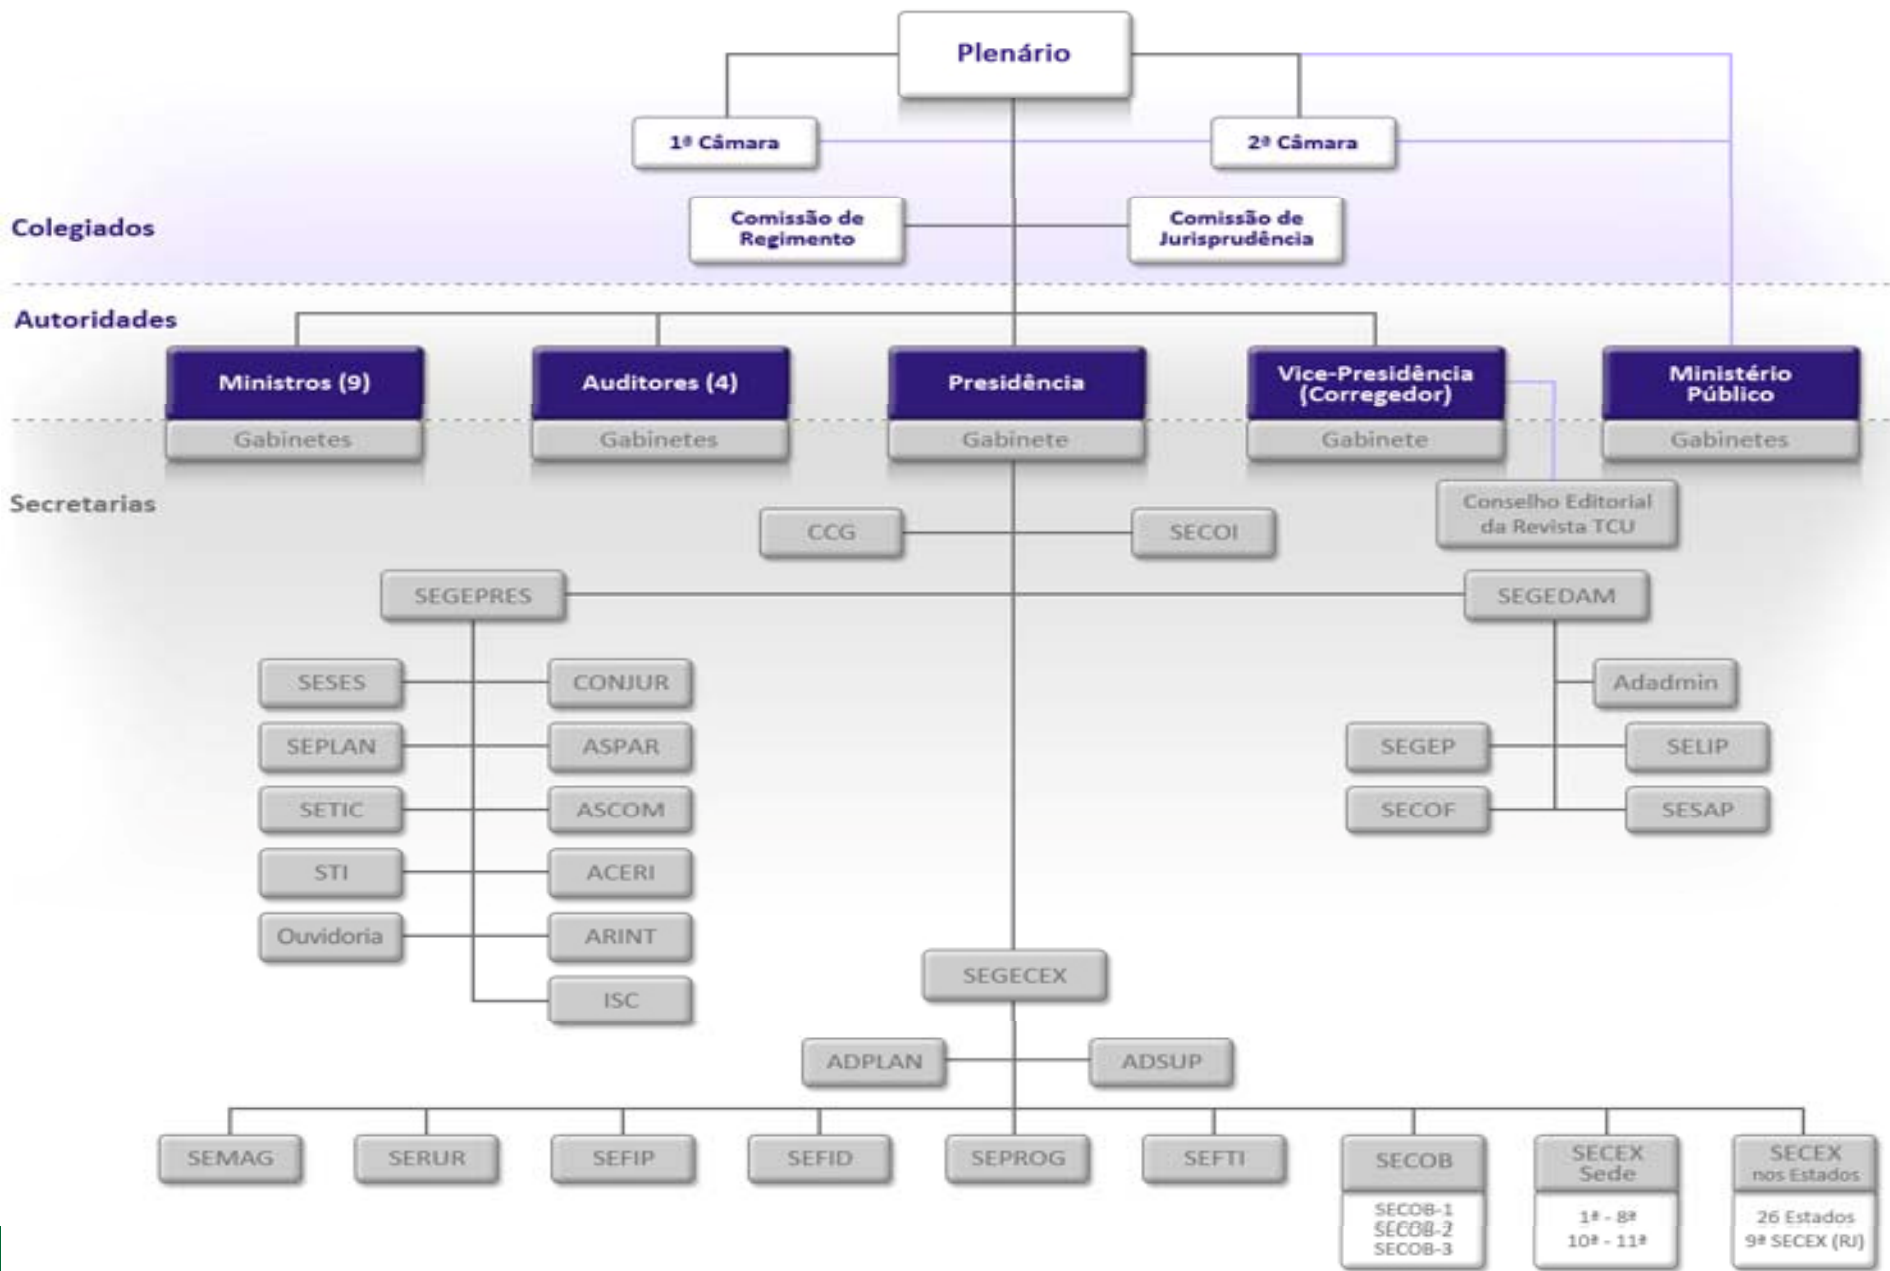 Plenário
1ª Câmara
2ª Câmara
Comissão de
Regimento
Comissão de
Jurisprudência
Colegiados
Autoridades
Ministros (9)
Gabinetes
Auditores (4)
Gabinetes
Presidência
Gabinete
Vice-Presidência
(Corregedor)
Gabinete
Ministério
Público
Gabinetes
Secretarias
Conselho Editorial
da Revista TCU
CCG
SECOI
SEGEPRES
SEGEDAM
SESES
CONJUR
Adadmin
SEPLAN
ASPAR
SEGEP
SELIP
SETIC
ASCOM
SECOF
SESAP
STI
ACERI
Ouvidoria
ARINT
ISC
SEGECEX
ADPLAN
ADSUP
SEMAG
SERUR
SEFIP
SEFID
SEPROG
SEFTI
SECOB
SECOB-1
SECOB-2
SECOB-3
SECEX
Sede
1ª - 8ª
10ª - 11ª
SECEX
nos Estados
26 Estados
9ª SECEX (RJ)